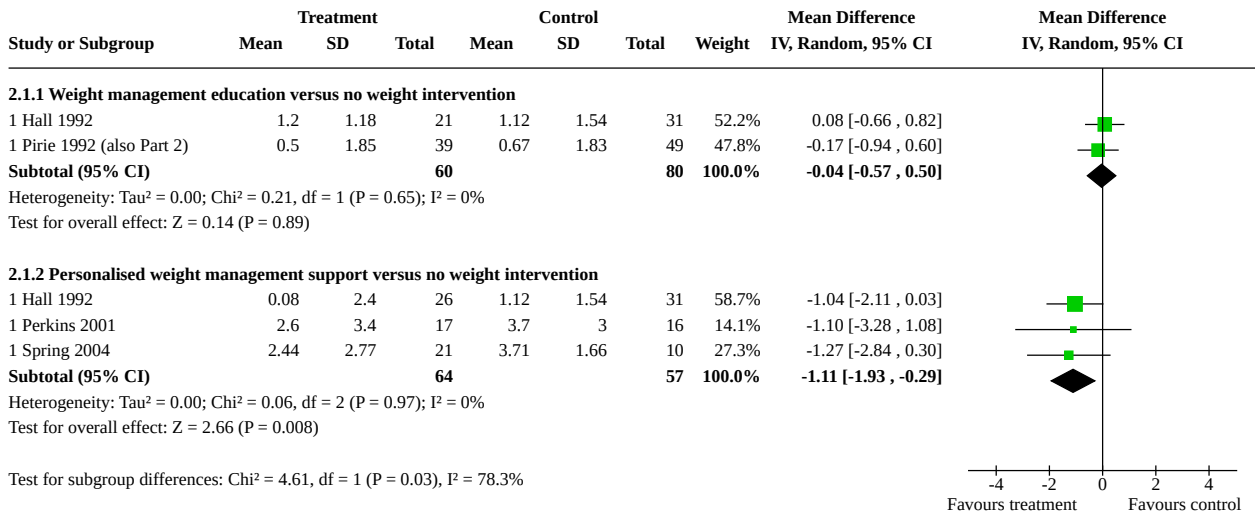 Treatment Control Mean Difference Mean Difference
Study or Subgroup Mean SD Total Mean SD Total Weight IV, Random, 95% CI IV, Random, 95% CI
2.1.1 Weight management education versus no weight intervention
1 Hall 1992 1.2 1.18 21 1.12 1.54 31 52.2% 0.08 [-0.66 , 0.82]
1 Pirie 1992 (also Part 2) 0.5 1.85 39 0.67 1.83 49 47.8% -0.17 [-0.94 , 0.60]
Subtotal (95% CI) 60 80 100.0% -0.04 [-0.57 , 0.50]
Heterogeneity: Tau² = 0.00; Chi² = 0.21, df = 1 (P = 0.65); I² = 0%
Test for overall effect: Z = 0.14 (P = 0.89)
2.1.2 Personalised weight management support versus no weight intervention
1 Hall 1992 0.08 2.4 26 1.12 1.54 31 58.7% -1.04 [-2.11 , 0.03]
1 Perkins 2001 2.6 3.4 17 3.7 3 16 14.1% -1.10 [-3.28 , 1.08]
1 Spring 2004 2.44 2.77 21 3.71 1.66 10 27.3% -1.27 [-2.84 , 0.30]
Subtotal (95% CI) 64 57 100.0% -1.11 [-1.93 , -0.29]
Heterogeneity: Tau² = 0.00; Chi² = 0.06, df = 2 (P = 0.97); I² = 0%
Test for overall effect: Z = 2.66 (P = 0.008)
Test for subgroup differences: Chi² = 4.61, df = 1 (P = 0.03), I² = 78.3%
-4 -2 0 2 4
Favours treatment Favours control